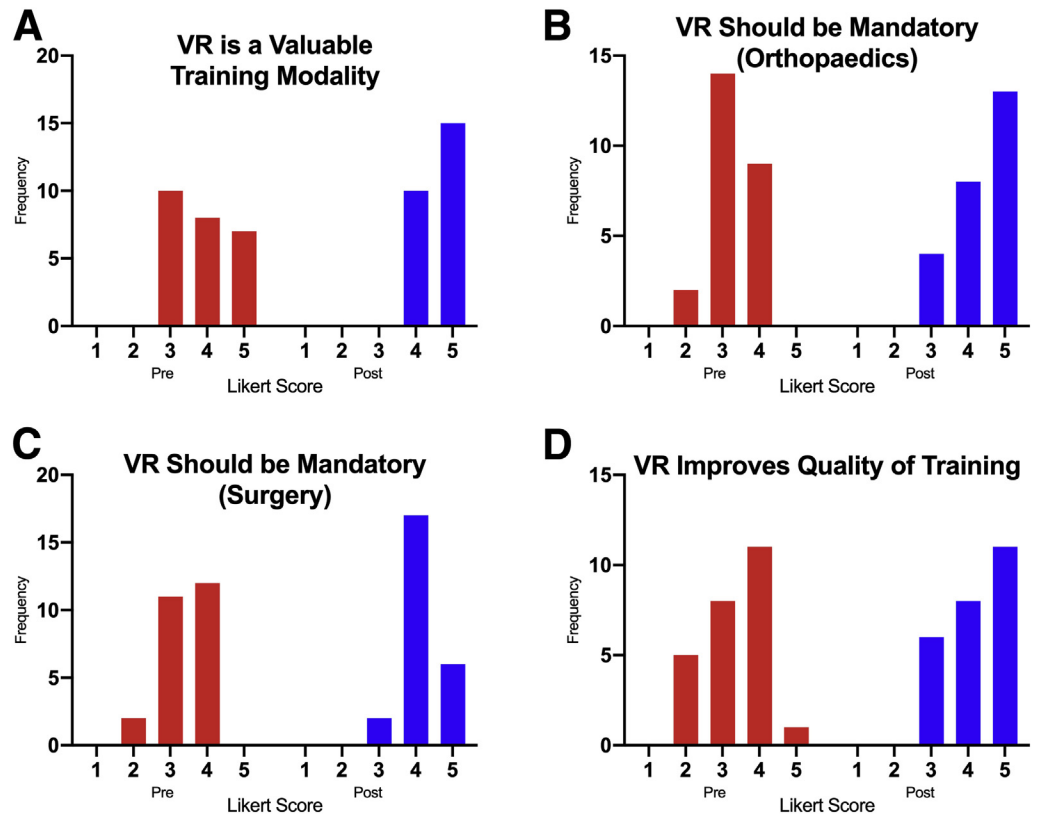 A
VR is a Valuable
Training Modality
20
15
10
5
0
Frequency
1 2 3 4 5 1 2 3 4 5
Pre Post
Likert Score
B
VR Should be Mandatory
(Orthopaedics)
15
10
5
0
Frequency
1 2 3 4 5 1 2 3 4 5
Pre Post
Likert Score
C
VR Should be Mandatory
(Surgery)
20
15
10
5
0
Frequency
1 2 3 4 5 1 2 3 4 5
Pre Post
Likert Score
D
VR Improves Quality of Training
15
10
5
0
Frequency
1 2 3 4 5 1 2 3 4 5
Pre Post
Likert Score